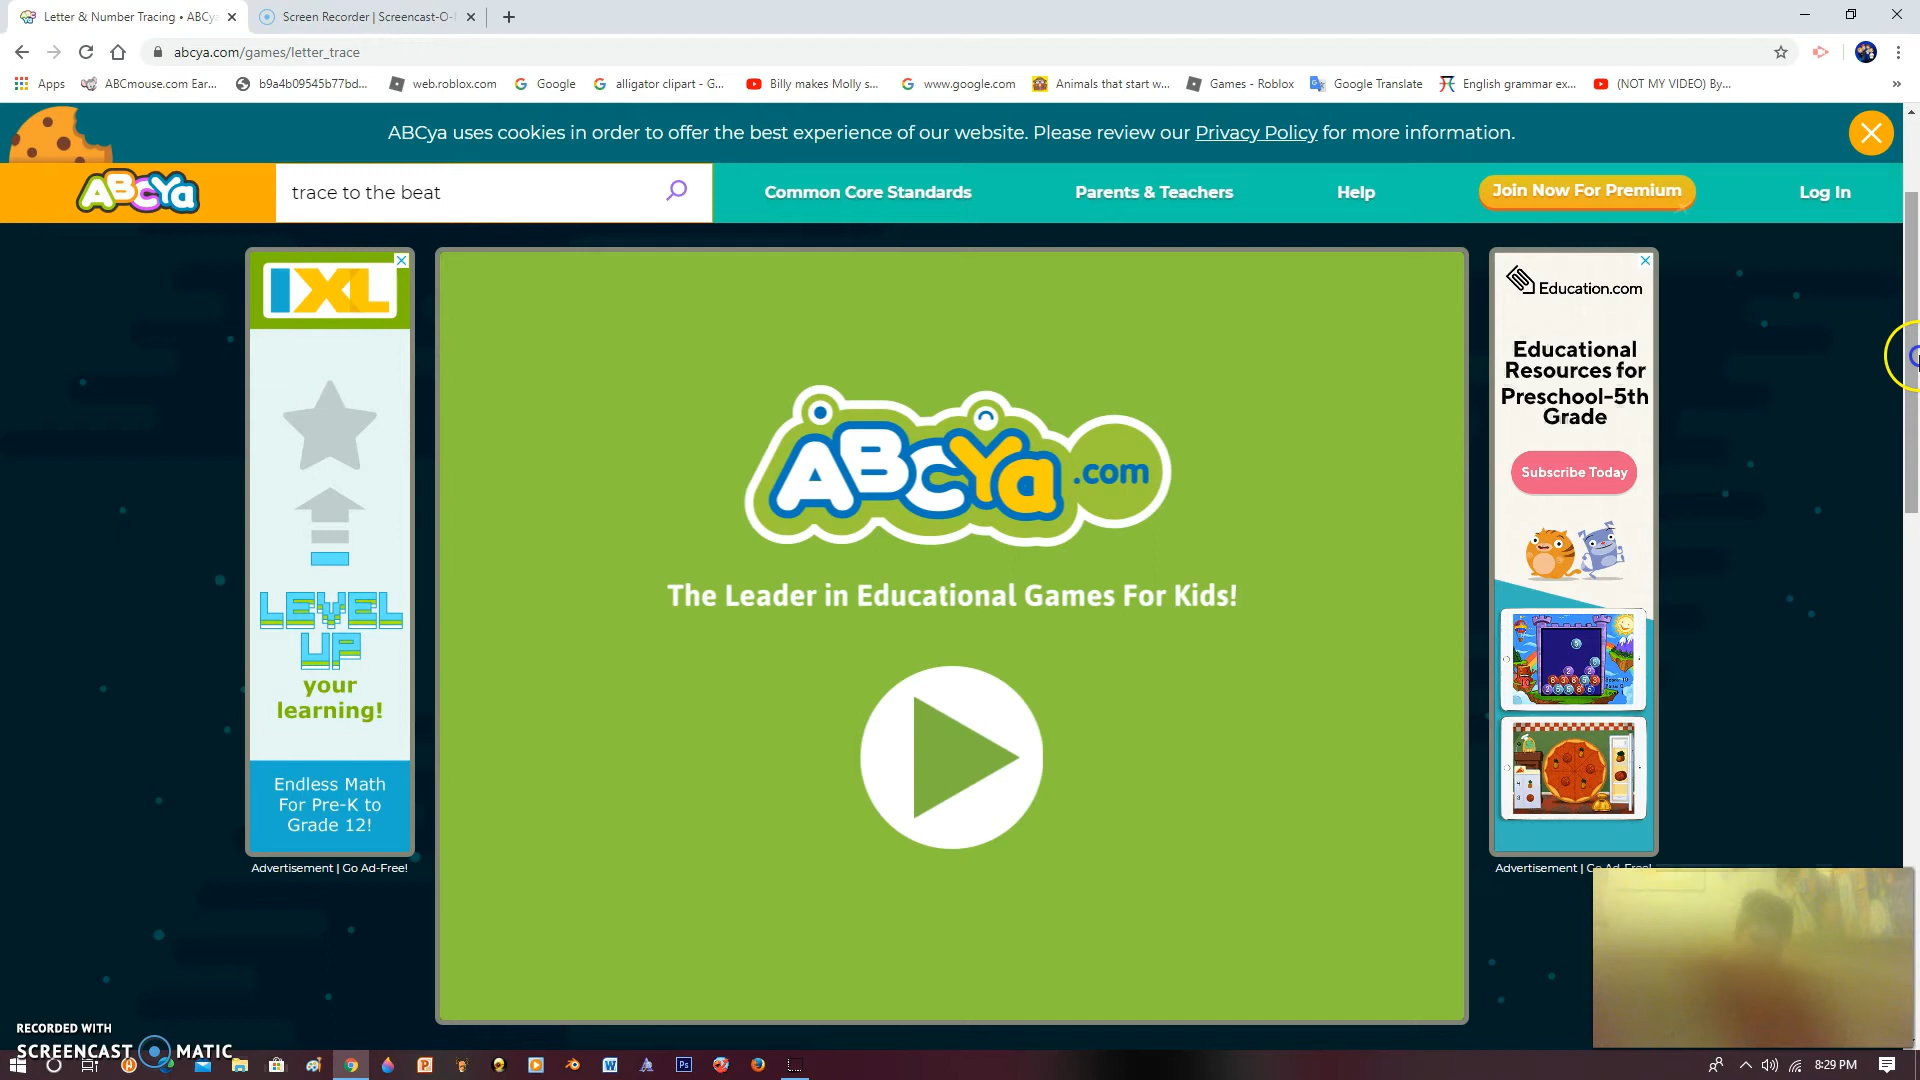 Letter & Number Tracing • ABCya
Screen Recorder | Screencast-O-
abcya.com/games/letter_trace
Apps
ABCmouse.com Ear...
b9a4b09545b77bd...
web.roblox.com
Google
alligator clipart - G...
Billy makes Molly s...
www.google.com
Animals that start w...
Games - Roblox
Google Translate
English grammar ex...
(NOT MY VIDEO) By...
»
ABCya uses cookies in order to offer the best experience of our website. Please review our Privacy Policy for more information.
ABCYa
trace to the beat
Common Core Standards
Parents & Teachers
Help
Join Now For Premium
Log In
IXL
LEVEL
UP
your
learning!
Endless Math
For Pre-K to
Grade 12!
Advertisement | Go Ad-Free!
ABCYa.com
The Leader in Educational Games For Kids!
Education.com
Educational
Resources for
Preschool-5th
Grade
Subscribe Today
Advertisement | Go Ad-Free!
RECORDED WITH
SCREENCAST MATIC
8:29 PM